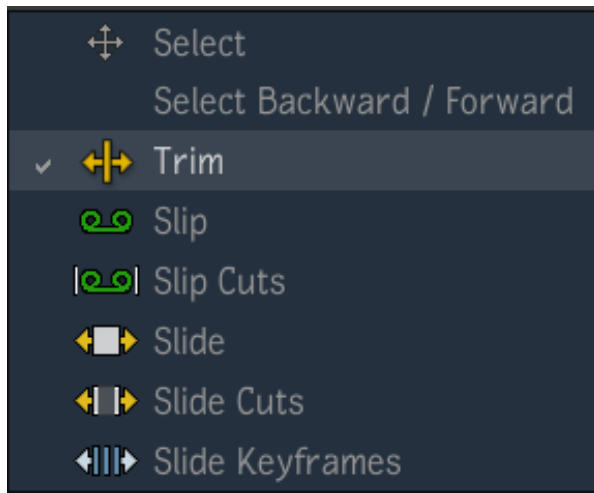 Select
Select Backward / Forward
Trim
Slip
Slip Cuts
Slide
Slide Cuts
Slide Keyframes